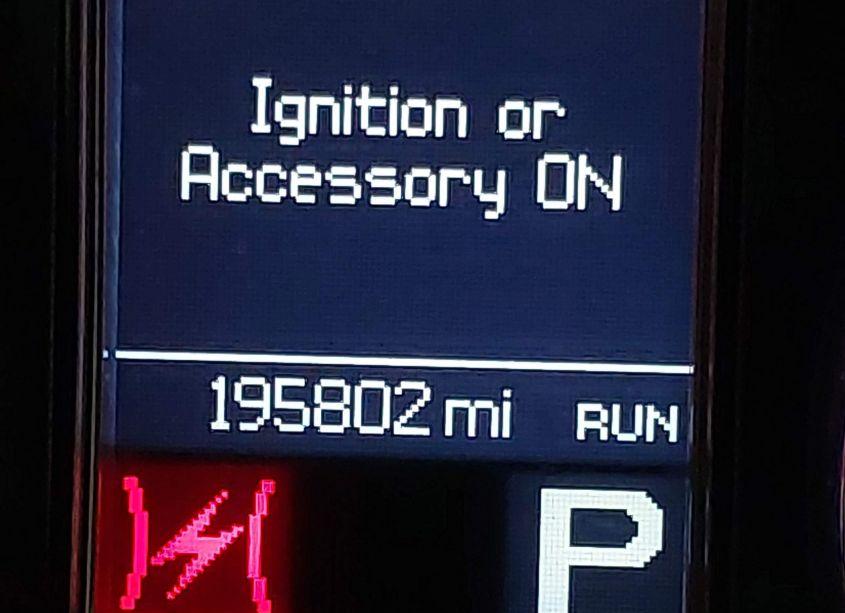 Ignition or
Accessory ON
195802 mi RUN
P